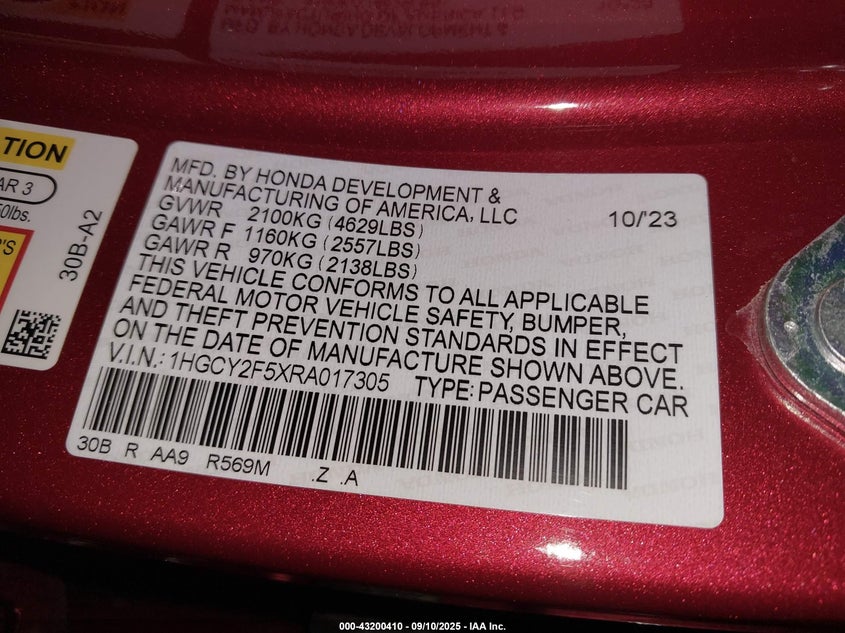 TION
AR 3
50lbs.
R'S
30B-A2
MFD. BY HONDA DEVELOPMENT &
MANUFACTURING OF AMERICA, LLC
10/23
GVWR 2100KG (4629LBS)
GAWR F 1160KG (2557LBS)
GAWR R 970KG (2138LBS)
THIS VEHICLE CONFORMS TO ALL APPLICABLE
FEDERAL MOTOR VEHICLE SAFETY, BUMPER,
AND THEFT PREVENTION STANDARDS IN EFFECT
ON THE DATE OF MANUFACTURE SHOWN ABOVE.
V.I.N.: 1HGCY2F5XRA017305 TYPE: PASSENGER CAR
30B R AA9 R569M .Z .A
000-43200410 - 09/10/2025 - IAA Inc.